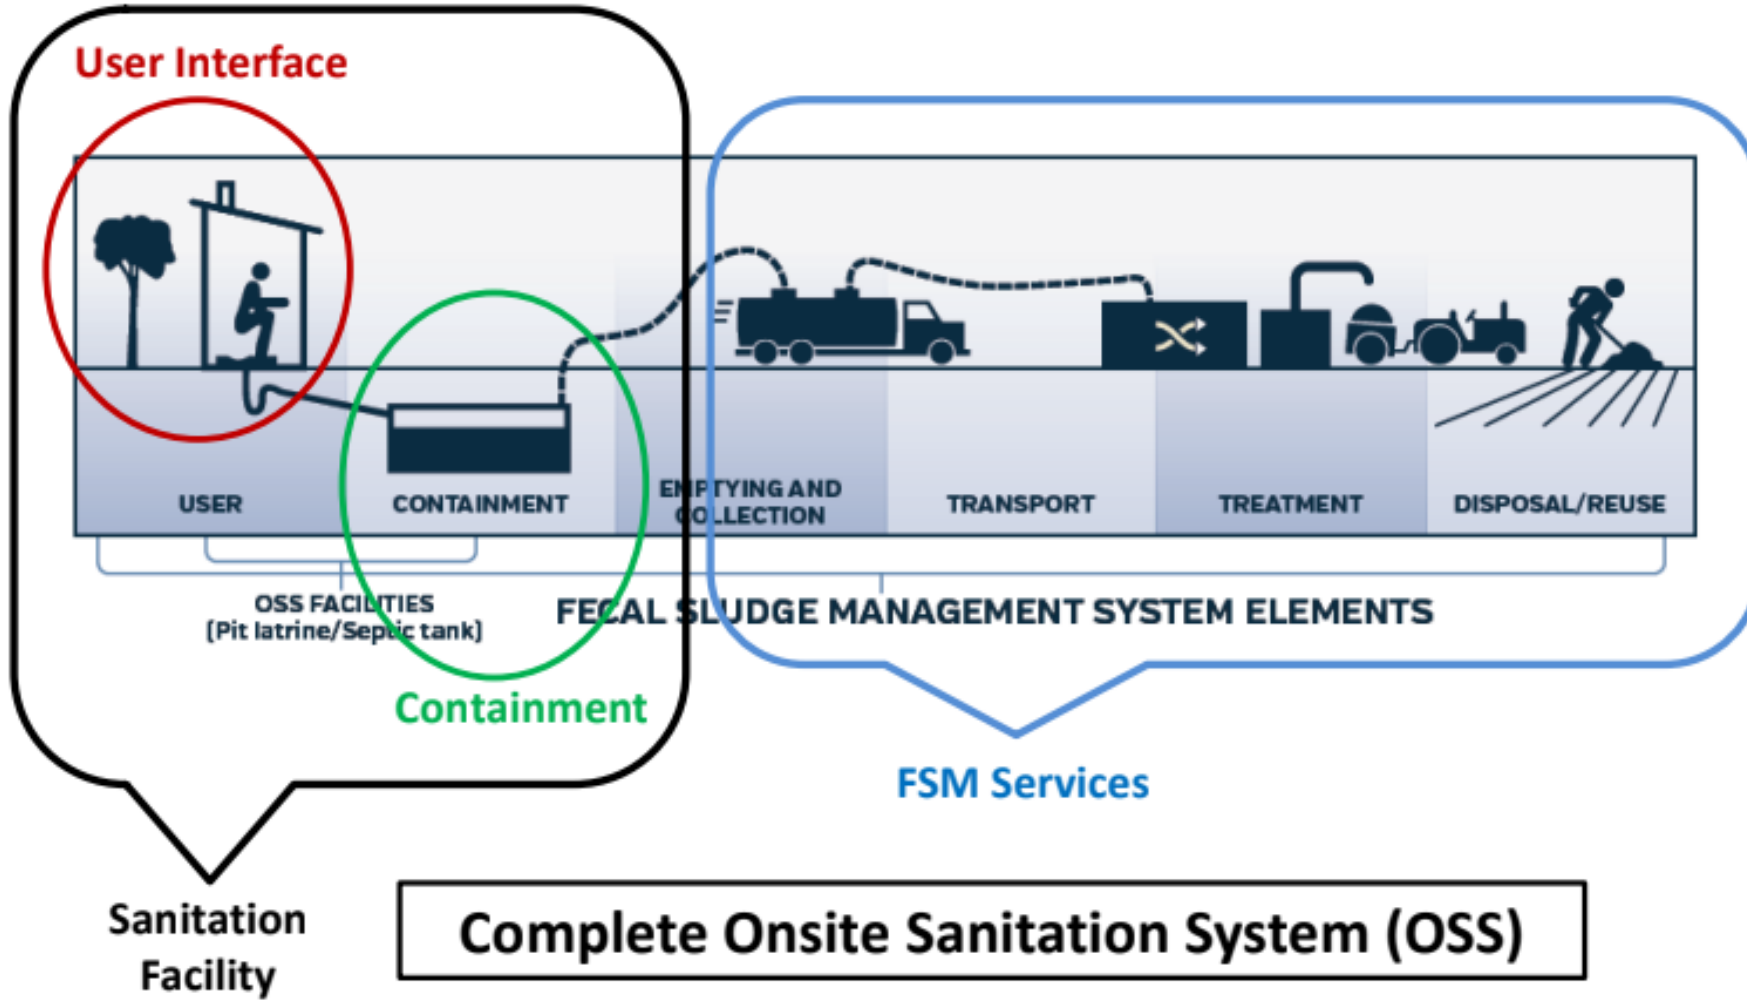 User Interface
USER
CONTAINMENT
EMPTYING AND
COLLECTION
TRANSPORT
TREATMENT
DISPOSAL/REUSE
OSS FACILITIES
(Pit latrine/Septic tank)
FECAL SLUDGE MANAGEMENT SYSTEM ELEMENTS
Containment
FSM Services
Sanitation
Facility
Complete Onsite Sanitation System (OSS)